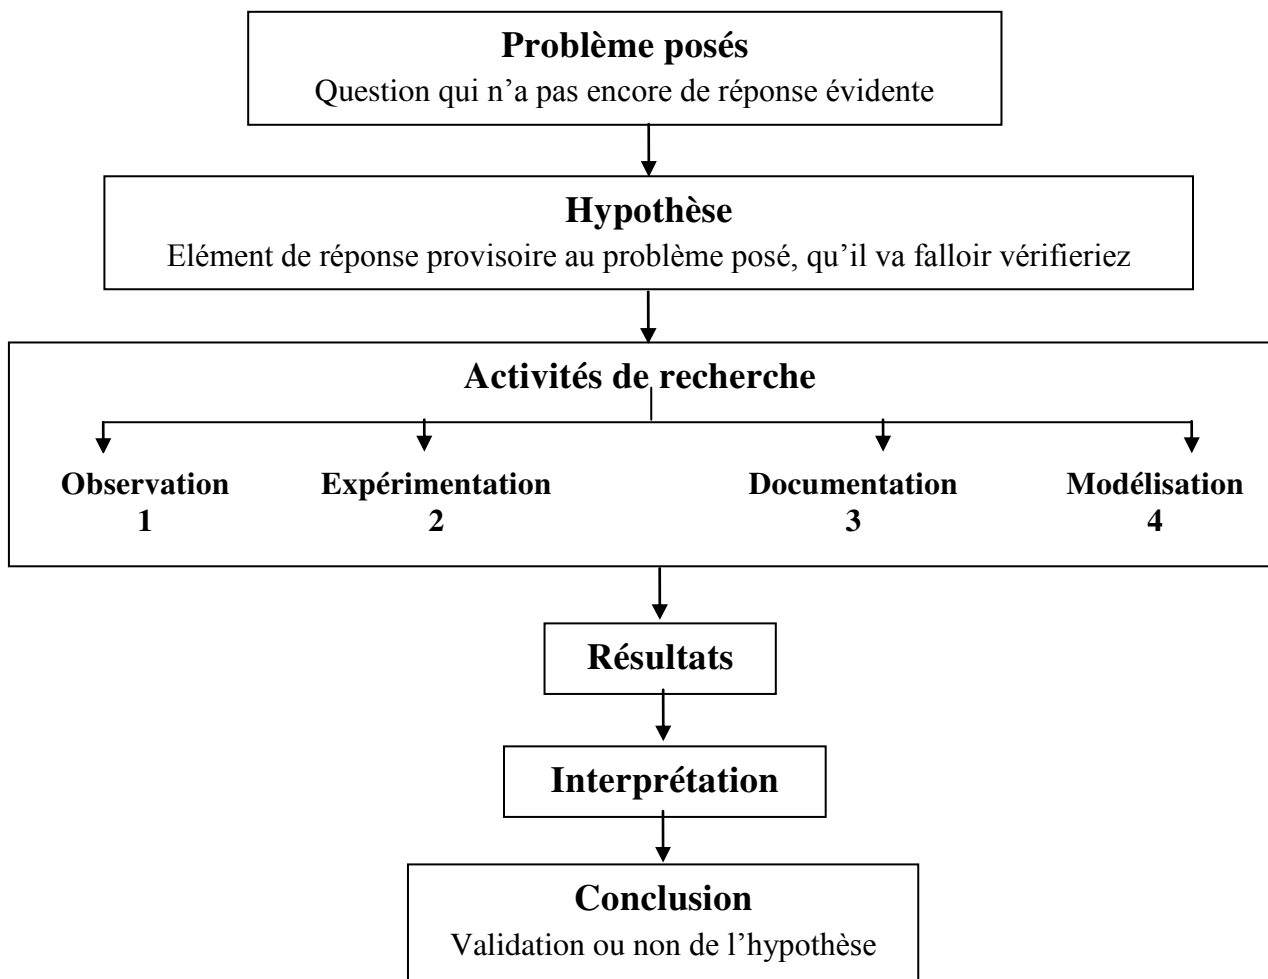 Problème posés
Question qui n’a pas encore de réponse évidente
Hypothèse
Elément de réponse provisoire au problème posé, qu’il va falloir vérifieriez
Activités de recherche
Observation Expérimentation Documentation Modélisation
1 2 3 4
Résultats
Interprétation
Conclusion
Validation ou non de l’hypothèse